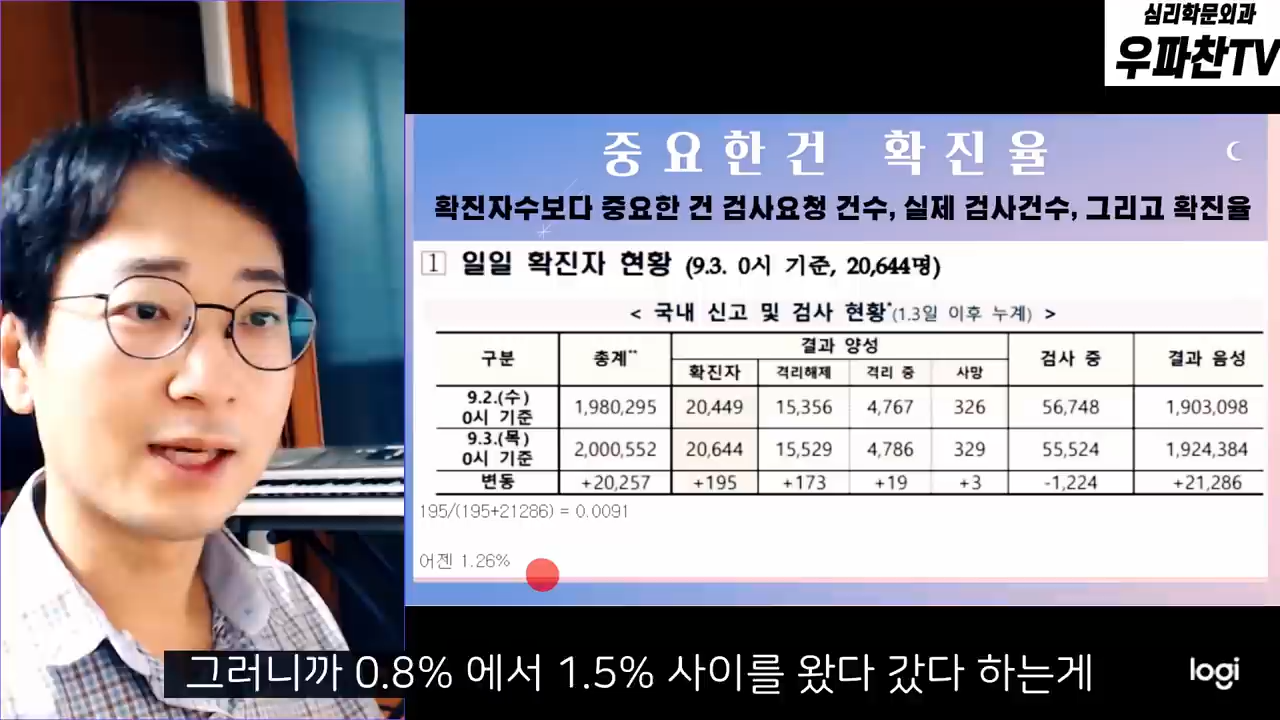 심리학문외과
우파찬TV
중요한건 확진율
확진자수보다 중요한 건 검사요청 건수, 실제 검사건수, 그리고 확진율
1 일일 확진자 현황 (9.3. 0시 기준, 20,644명)
< 국내 신고 및 검사 현황*(1.3일 이후 누계) >
구분 총계** 결과 양성 검사 중 결과 음성
확진자 격리해제 격리 중 사망
9.2.(수) 0시 기준 1,980,295 20,449 15,356 4,767 326 56,748 1,903,098
9.3.(목) 0시 기준 2,000,552 20,644 15,529 4,786 329 55,524 1,924,384
변동 +20,257 +195 +173 +19 +3 -1,224 +21,286
195/(195+21286) = 0.0091
어젠 1.26%
그러니까 0.8% 에서 1.5% 사이를 왔다 갔다 하는게
logi